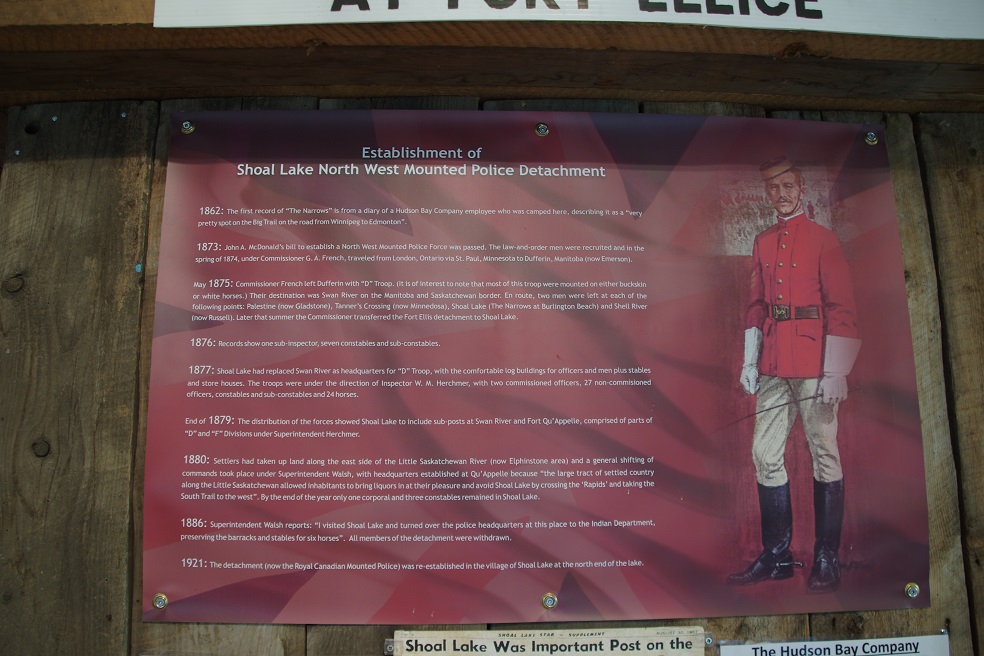 AT FORT ELLICE
Establishment of
Shoal Lake North West Mounted Police Detachment
1862: The first record of "The Narrows" is from a diary of a Hudson Bay Company employee who was camped here, describing it as a "very
pretty spot on the Big Trail on the road from Winnipeg to Edmonton".
1873: John A. McDonald's bill to establish a North West Mounted Police Force was passed. The law-and-order men were recruited and in the
spring of 1874, under Commissioner G. A. French, traveled from London, Ontario via St. Paul, Minnesota to Dufferin, Manitoba (now Emerson).
May 1875: Commissioner French left Dufferin with "D" Troop. (It is of interest to note that most of this troop were mounted on either buckskin
or white horses.) Their destination was Swan River on the Manitoba and Saskatchewan border. En route, two men were left at each of the
following points: Palestine (now Gladstone), Tanner's Crossing (now Minnedosa), Shoal Lake (The Narrows at Burlington Beach) and Shell River
(now Russell). Later that summer the Commissioner transferred the Fort Ellis detachment to Shoal Lake.
1876: Records show one sub-inspector, seven constables and sub-constables.
1877: Shoal Lake had replaced Swan River as headquarters for "D" Troop, with the comfortable log buildings for officers and men plus stables
and store houses. The troops were under the direction of Inspector W. M. Herchmer, with two commissioned officers, 27 non-commisioned
officers, constables and sub-constables and 24 horses.
End of 1879: The distribution of the forces showed Shoal Lake to include sub-posts at Swan River and Fort Qu'Appelle, comprised of parts of
"D" and "F" Divisions under Superintendent Herchmer.
1880: Settlers had taken up land along the east side of the Little Saskatchewan River (now Elphinstone area) and a general shifting of
commands took place under Superintendent Walsh, with headquarters established at Qu'Appelle because "the large tract of settled country
along the Little Saskatchewan allowed inhabitants to bring liquors in at their pleasure and avoid Shoal Lake by crossing the 'Rapids' and taking the
South Trail to the west". By the end of the year only one corporal and three constables remained in Shoal Lake.
1886: Superintendent Walsh reports: "I visited Shoal Lake and turned over the police headquarters at this place to the Indian Department,
preserving the barracks and stables for six horses". All members of the detachment were withdrawn.
1921: The detachment (now the Royal Canadian Mounted Police) was re-established in the village of Shoal Lake at the north end of the lake.
SHOAL LAKE STAR - SUPPLEMENT
Shoal Lake Was Important Post on the
The Hudson Bay Company